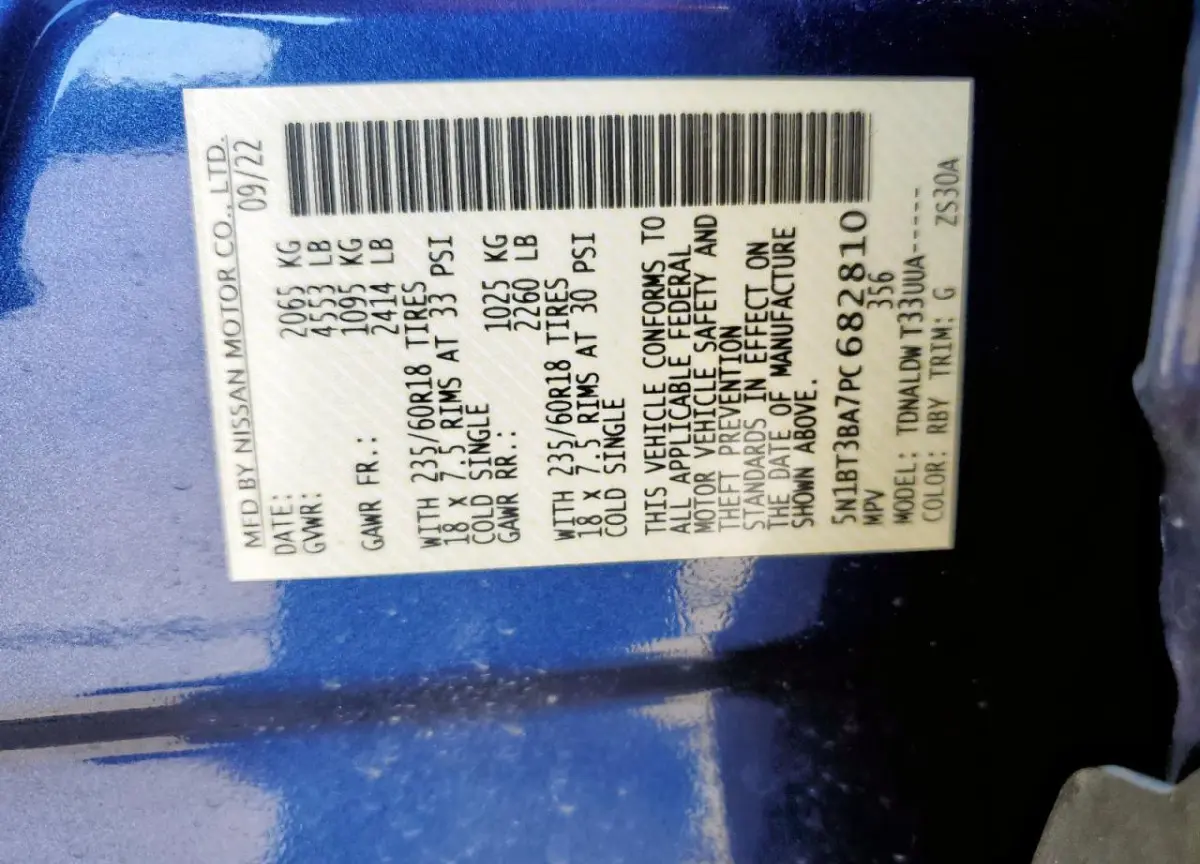 MFD BY NISSAN MOTOR CO., LTD.
DATE: 09/22
GVWR: 2065 KG
4553 LB
GAWR FR.: 1095 KG
2414 LB
WITH 235/60R18 TIRES
18 x 7.5 RIMS AT 33 PSI
COLD SINGLE
GAWR RR.: 1025 KG
2260 LB
WITH 235/60R18 TIRES
18 x 7.5 RIMS AT 30 PSI
COLD SINGLE
THIS VEHICLE CONFORMS TO
ALL APPLICABLE FEDERAL
MOTOR VEHICLE SAFETY AND
THEFT PREVENTION
STANDARDS IN EFFECT ON
THE DATE OF MANUFACTURE
SHOWN ABOVE.
5N1BT3BA7PC682810
MPV 356
MODEL: TDNALDW T33UUA-----
COLOR: RBY TRIM: G ZS30A